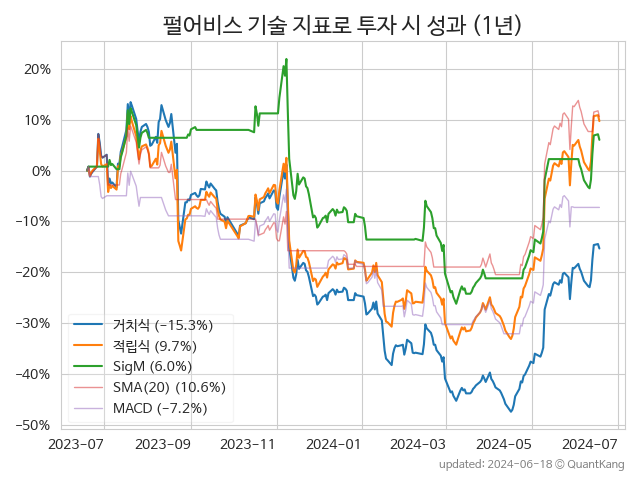 펄어비스 기술 지표로 투자 시 성과 (1년)
20%
10%
0%
−10%
−20%
−30%
−40%
−50%
거치식 (−15.3%)
적립식 (9.7%)
SigM (6.0%)
SMA(20) (10.6%)
MACD (−7.2%)
2023−07
2023−09
2023−11
2024−01
2024−03
2024−05
2024−07
updated: 2024−06−18 © QuantKang